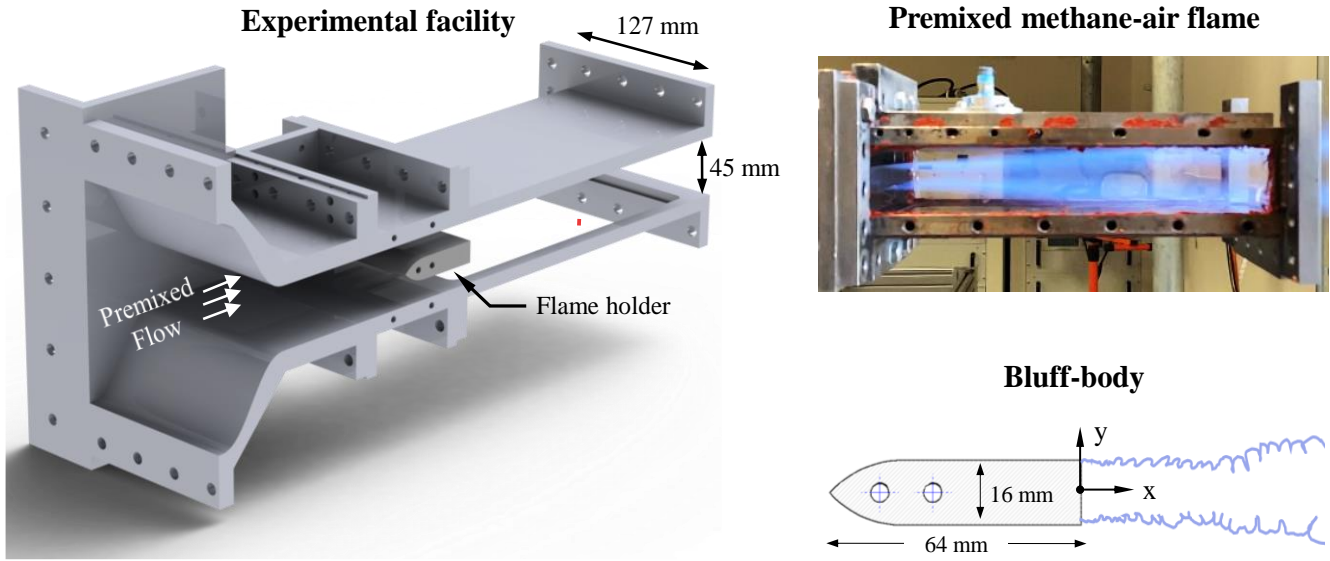 Experimental facility
127 mm
45 mm
Premixed
Flow
Flame holder
Premixed methane-air flame
Bluff-body
y
x
16 mm
64 mm